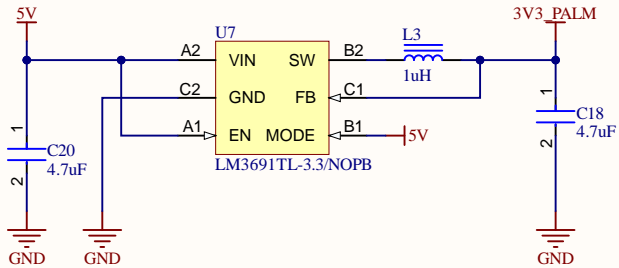 5V
3V3_PALM
U7
L3
A2
VIN
SW
B2
1uH
C2
GND
FB
C1
C18
4.7uF
1
2
A1
EN
MODE
B1
5V
1
2
C20
4.7uF
LM3691TL-3.3/NOPB
GND
GND
GND